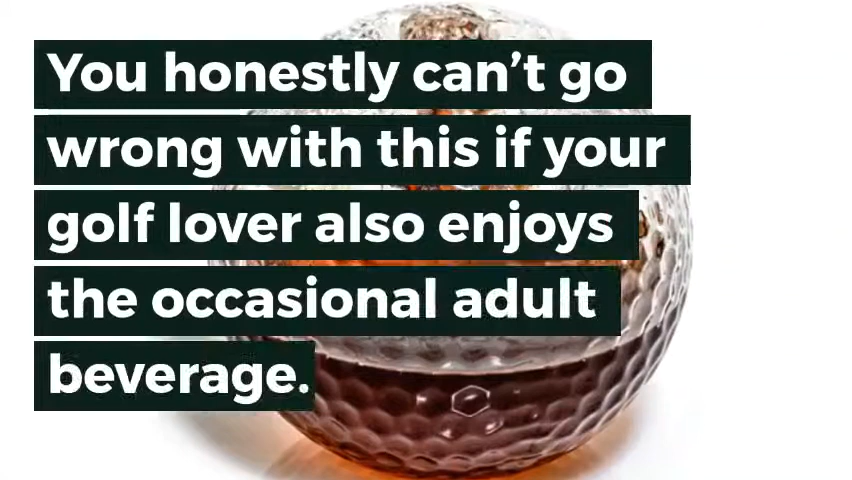 You honestly can’t go
wrong with this if your
golf lover also enjoys
the occasional adult
beverage.